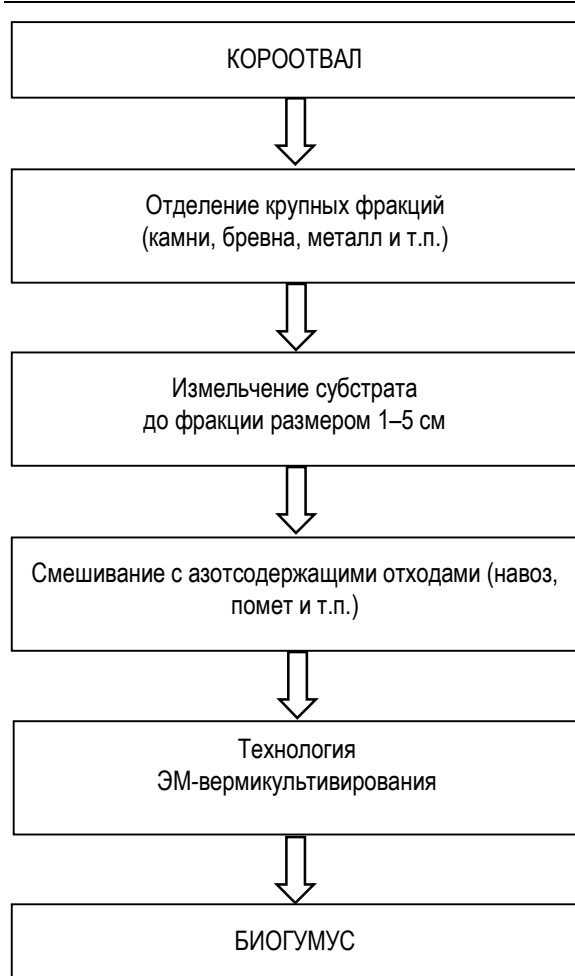 КОРООТВАЛ
Отделение крупных фракций
(камни, бревна, металл и т.п.)
Измельчение субстрата
до фракции размером 1–5 см
Смешивание с азотсодержащими отходами (навоз,
помет и т.п.)
Технология
ЭМ-вермикультивирования
БИОГУМУС